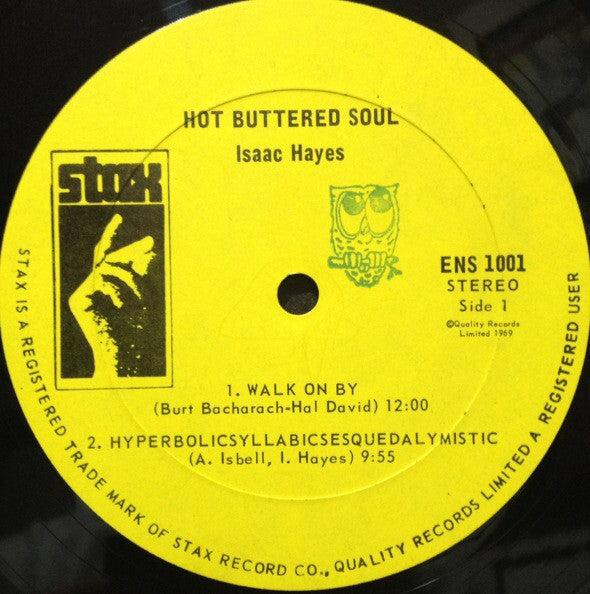 HOT BUTTERED SOUL
Isaac Hayes
stax
ENS 1001
STEREO
Side 1
©Quality Records
Limited 1969
1. WALK ON BY
(Burt Bacharach-Hal David) 12:00
2. HYPERBOLICSYLLABICSESQUEDALYMISTIC
(A. Isbell, I. Hayes) 9:55
STAX IS A REGISTERED TRADE MARK OF STAX RECORD CO., QUALITY RECORDS LIMITED A REGISTERED USER